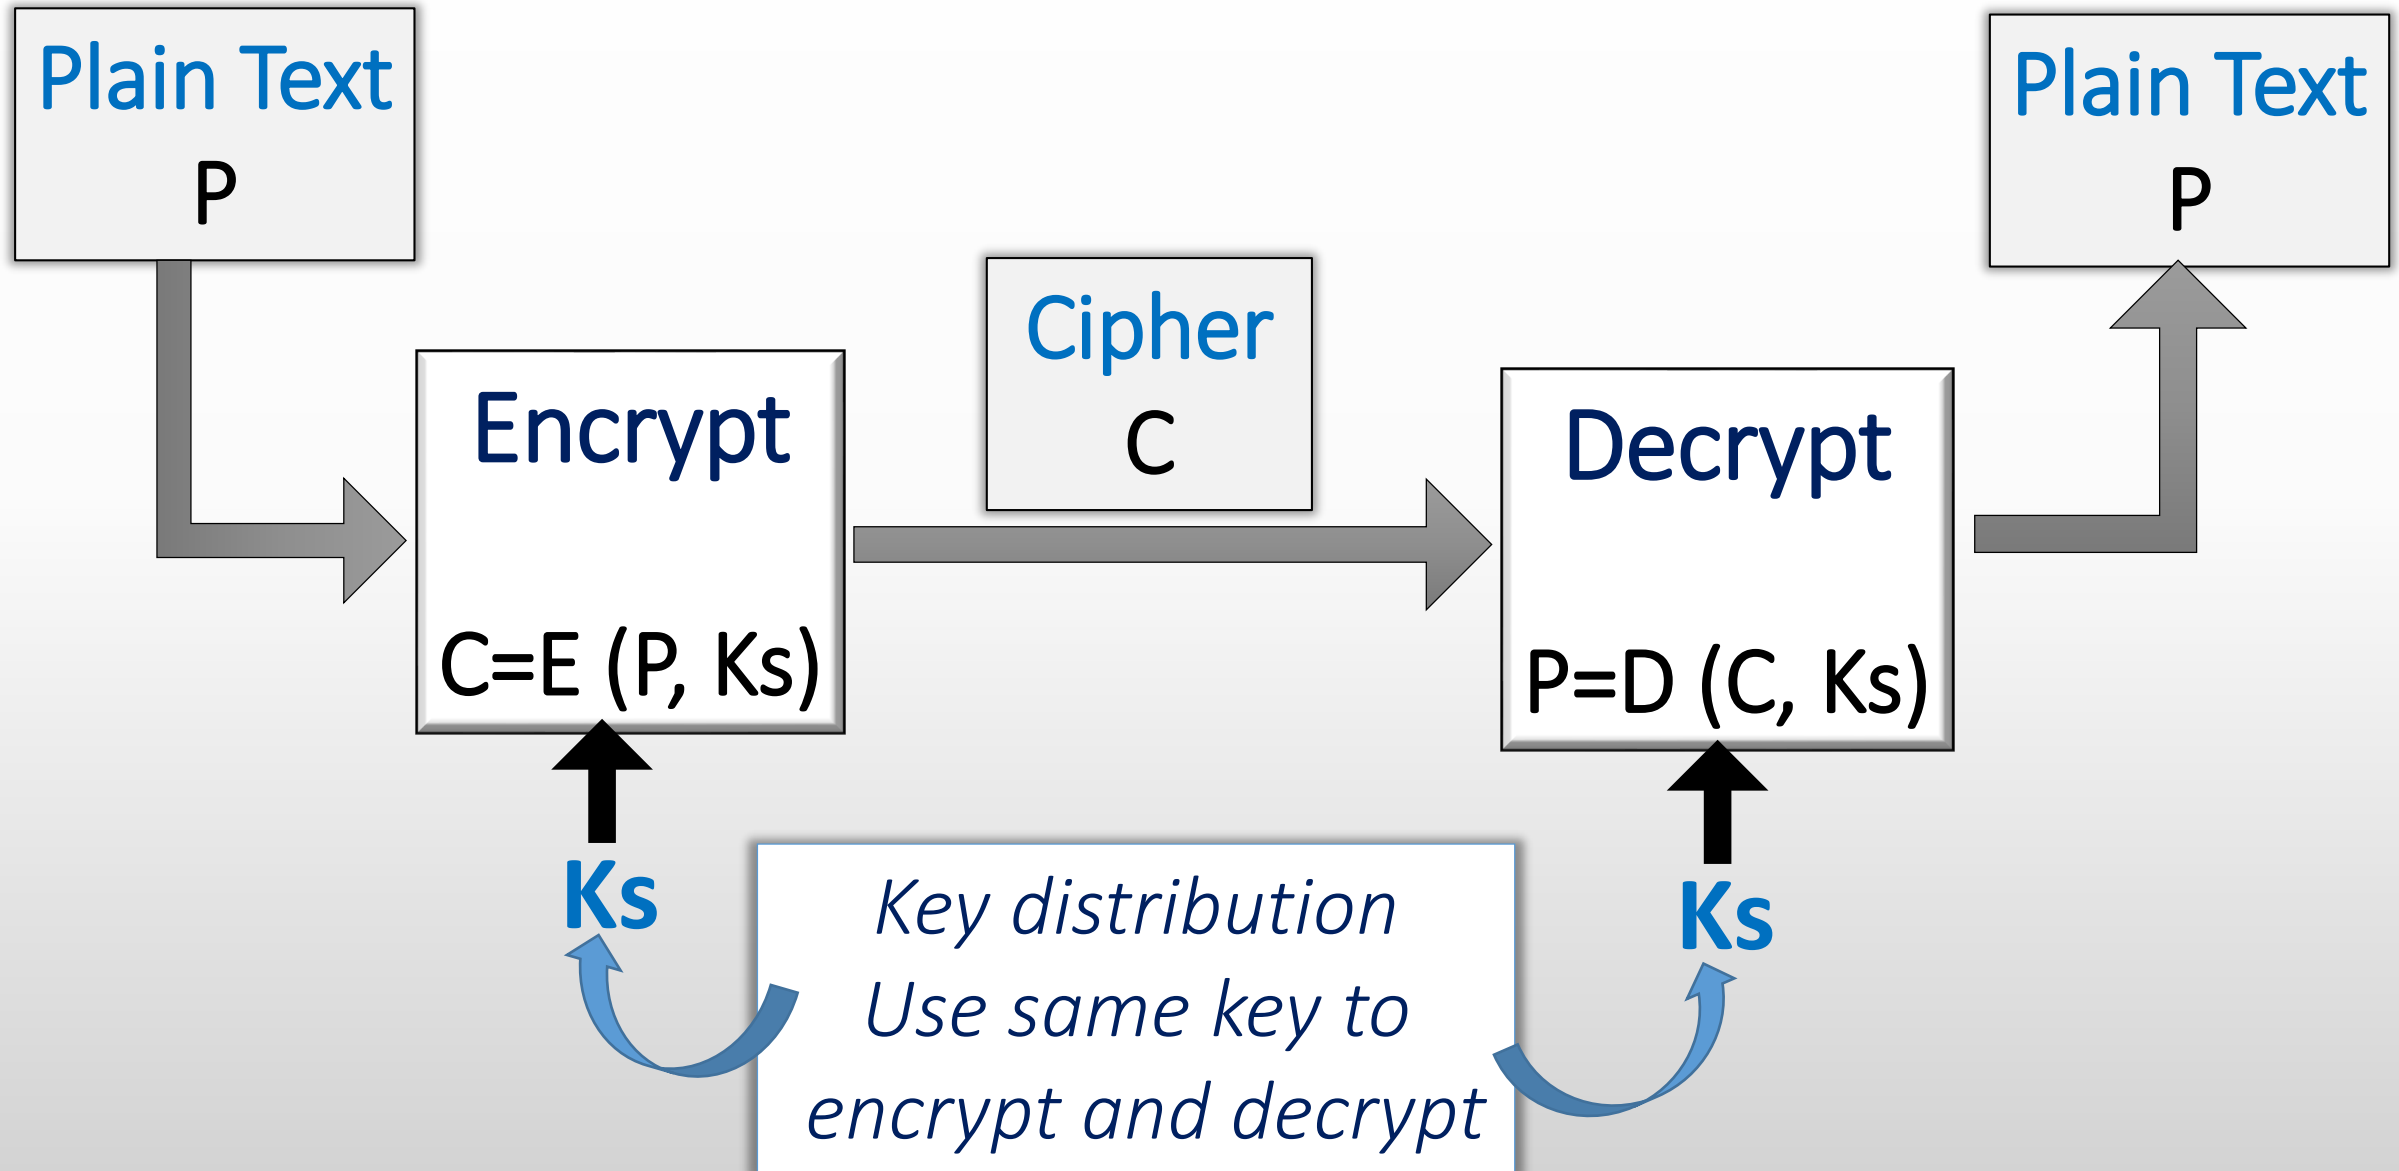 Plain Text
P
Encrypt
C=E (P, Ks)
Ks
Cipher
C
Decrypt
P=D (C, Ks)
Ks
Plain Text
P
Key distribution
Use same key to
encrypt and decrypt